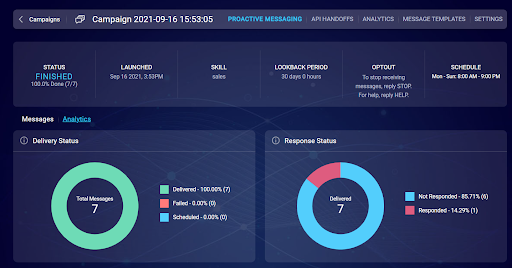 Campaigns
Campaign 2021-09-16 15:53:05
PROACTIVE MESSAGING
API HANDOFFS
ANALYTICS
MESSAGE TEMPLATES
SETTINGS
STATUS
FINISHED
100.0% Done (7/7)
LAUNCHED
Sep 16 2021, 3:53PM
SKILL
sales
LOOKBACK PERIOD
30 days 0 hours
OPTOUT
To stop receiving
messages, reply STOP.
For help, reply HELP.
SCHEDULE
Mon - Sun: 8:00 AM - 9:00 PM
Messages
Analytics
Delivery Status
Total Messages
7
Delivered - 100.00% (7)
Failed - 0.00% (0)
Scheduled - 0.00% (0)
Response Status
Delivered
7
Not Responded - 85.71% (6)
Responded - 14.29% (1)